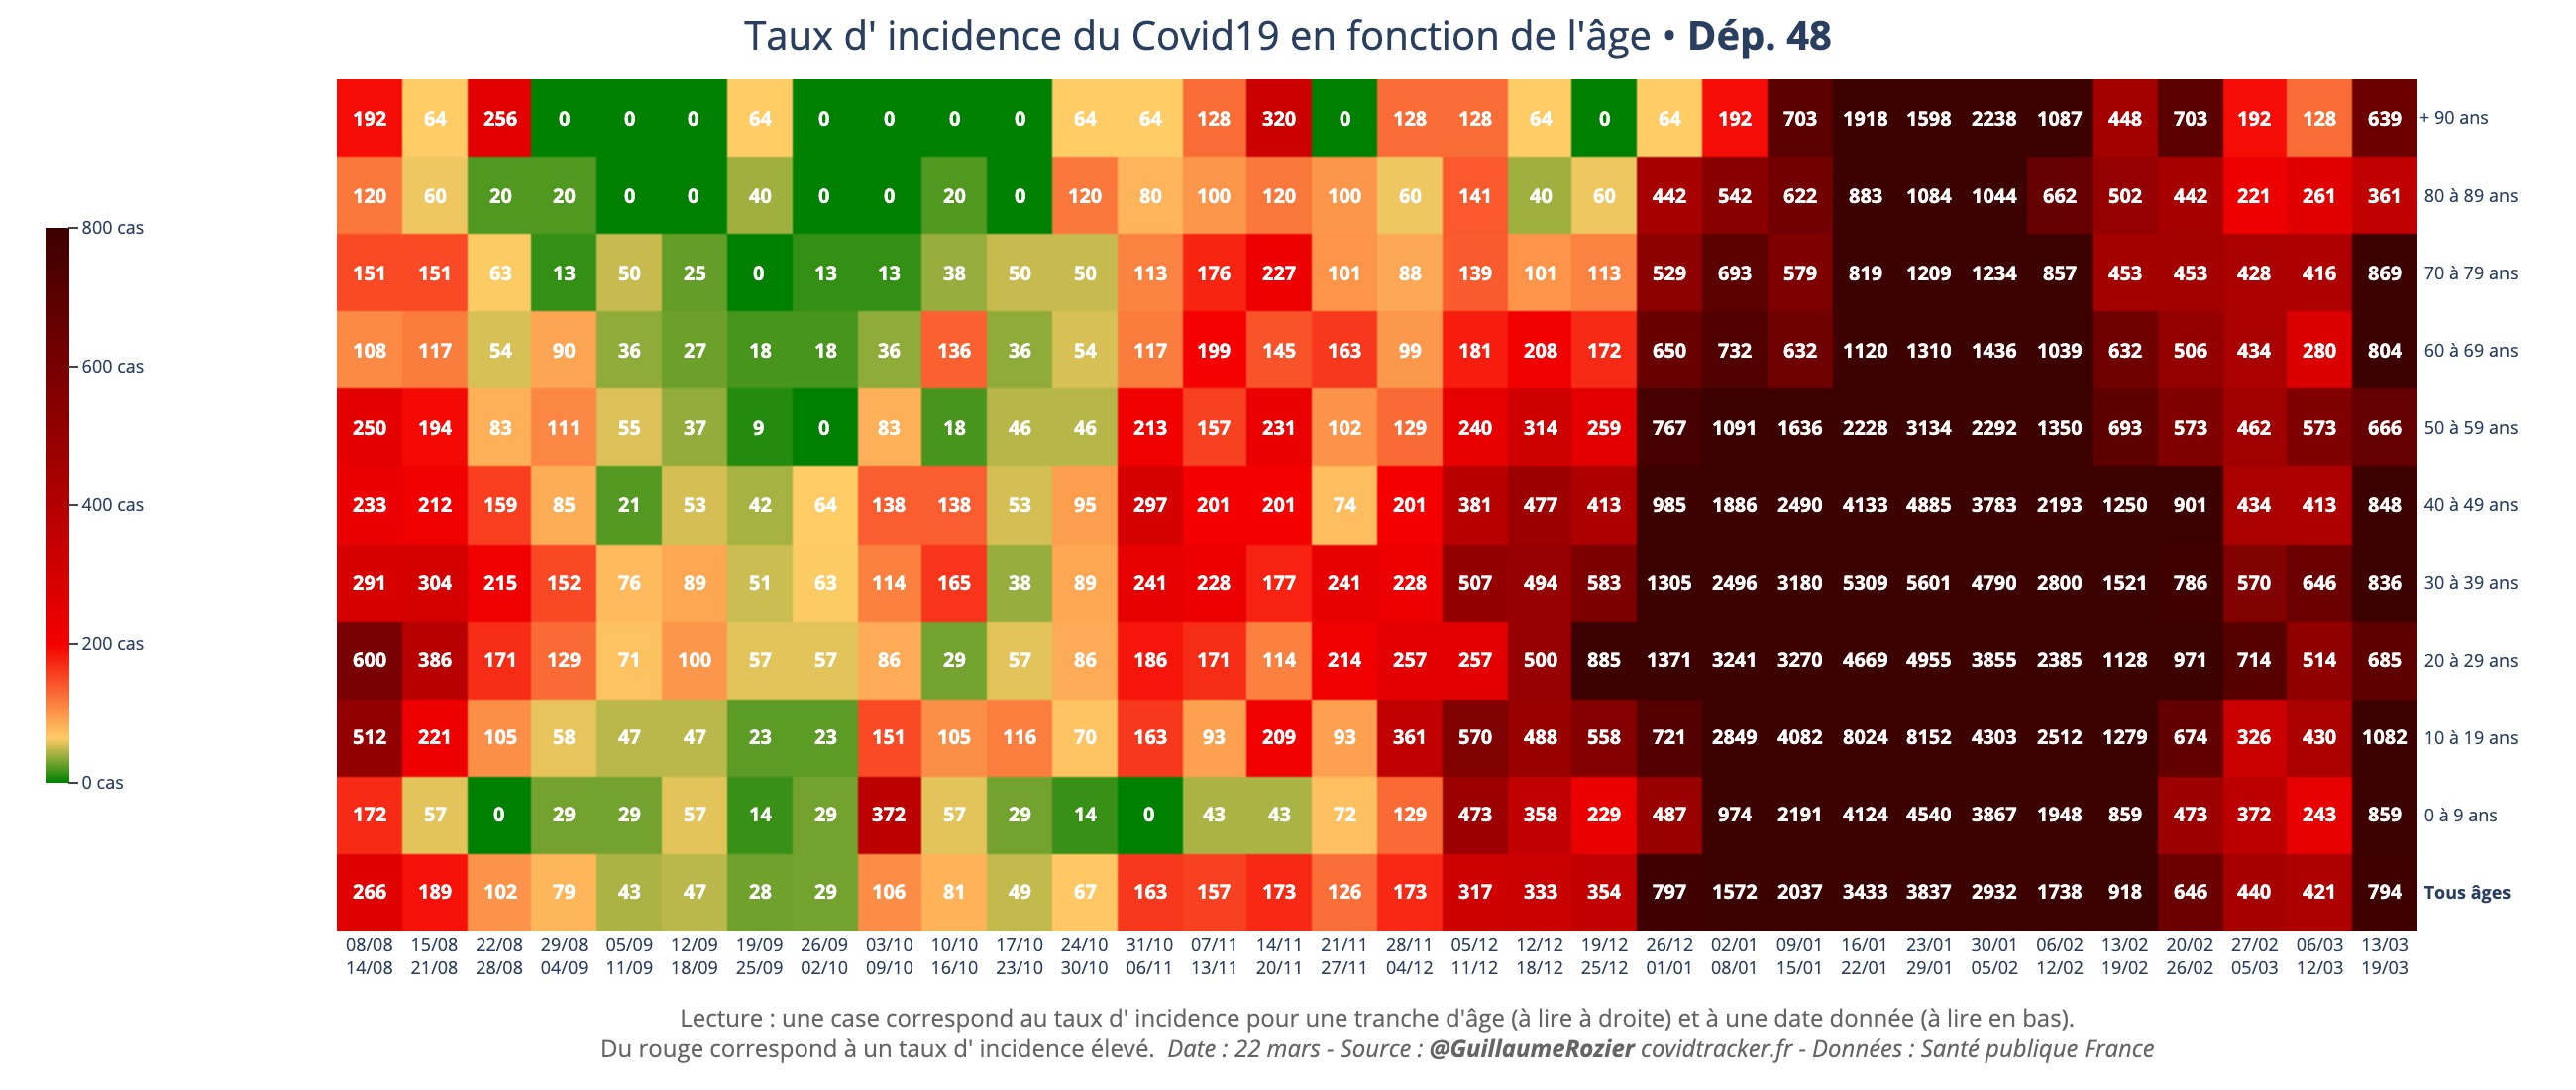 Taux d' incidence du Covid19 en fonction de l'âge • Dép. 48
800 cas
600 cas
400 cas
200 cas
0 cas
192 64 256 0 0 0 64 0 0 0 0 64 64 128 320 0 128 128 64 0 64 192 703 1918 1598 2238 1087 448 703 192 128 639 + 90 ans
120 60 20 20 0 0 40 0 0 20 0 120 80 100 120 100 60 141 40 60 442 542 622 883 1084 1044 662 502 442 221 261 361 80 à 89 ans
151 151 63 13 50 25 0 13 13 38 50 50 113 176 227 101 88 139 101 113 529 693 579 819 1209 1234 857 453 453 428 416 869 70 à 79 ans
108 117 54 90 36 27 18 18 36 136 36 54 117 199 145 163 99 181 208 172 650 732 632 1120 1310 1436 1039 632 506 434 280 804 60 à 69 ans
250 194 83 111 55 37 9 0 83 18 46 46 213 157 231 102 129 240 314 259 767 1091 1636 2228 3134 2292 1350 693 573 462 573 666 50 à 59 ans
233 212 159 85 21 53 42 64 138 138 53 95 297 201 201 74 201 381 477 413 985 1886 2490 4133 4885 3783 2193 1250 901 434 413 848 40 à 49 ans
291 304 215 152 76 89 51 63 114 165 38 89 241 228 177 241 228 507 494 583 1305 2496 3180 5309 5601 4790 2800 1521 786 570 646 836 30 à 39 ans
600 386 171 129 71 100 57 57 86 29 57 86 186 171 114 214 257 257 500 885 1371 3241 3270 4669 4955 3855 2385 1128 971 714 514 685 20 à 29 ans
512 221 105 58 47 47 23 23 151 105 116 70 163 93 209 93 361 570 488 558 721 2849 4082 8024 8152 4303 2512 1279 674 326 430 1082 10 à 19 ans
172 57 0 29 29 57 14 29 372 57 29 14 0 43 43 72 129 473 358 229 487 974 2191 4124 4540 3867 1948 859 473 372 243 859 0 à 9 ans
266 189 102 79 43 47 28 29 106 81 49 67 163 157 173 126 173 317 333 354 797 1572 2037 3433 3837 2932 1738 918 646 440 421 794 Tous âges
08/08 15/08 22/08 29/08 05/09 12/09 19/09 26/09 03/10 10/10 17/10 24/10 31/10 07/11 14/11 21/11 28/11 05/12 12/12 19/12 26/12 02/01 09/01 16/01 23/01 30/01 06/02 13/02 20/02 27/02 06/03 13/03
14/08 21/08 28/08 04/09 11/09 18/09 25/09 02/10 09/10 16/10 23/10 30/10 06/11 13/11 20/11 27/11 04/12 11/12 18/12 25/12 01/01 08/01 15/01 22/01 29/01 05/02 12/02 19/02 26/02 05/03 12/03 19/03
Lecture : une case correspond au taux d' incidence pour une tranche d'âge (à lire à droite) et à une date donnée (à lire en bas).
Du rouge correspond à un taux d' incidence élevé. Date : 22 mars - Source : @GuillaumeRozier covidtracker.fr - Données : Santé publique France